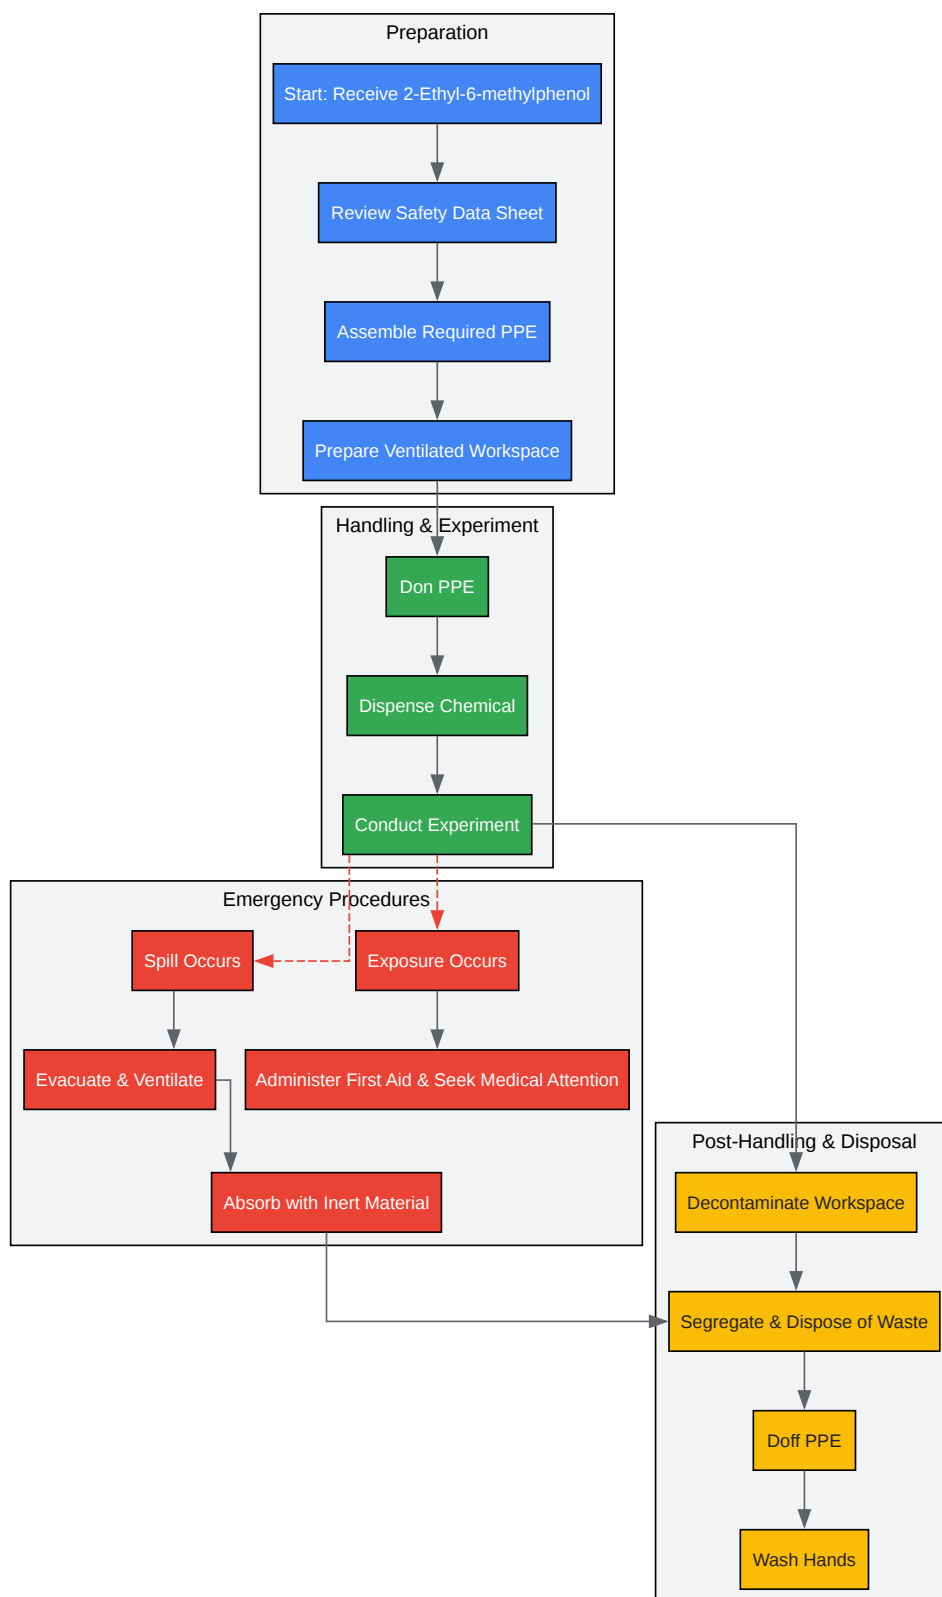 Preparation
Start: Receive 2-Ethyl-6-methylphenol
Review Safety Data Sheet
Assemble Required PPE
Prepare Ventilated Workspace
Handling & Experiment
Don PPE
Dispense Chemical
Conduct Experiment
Emergency Procedures
Spill Occurs
Exposure Occurs
Evacuate & Ventilate
Administer First Aid & Seek Medical Attention
Absorb with Inert Material
Post-Handling & Disposal
Decontaminate Workspace
Segregate & Dispose of Waste
Doff PPE
Wash Hands